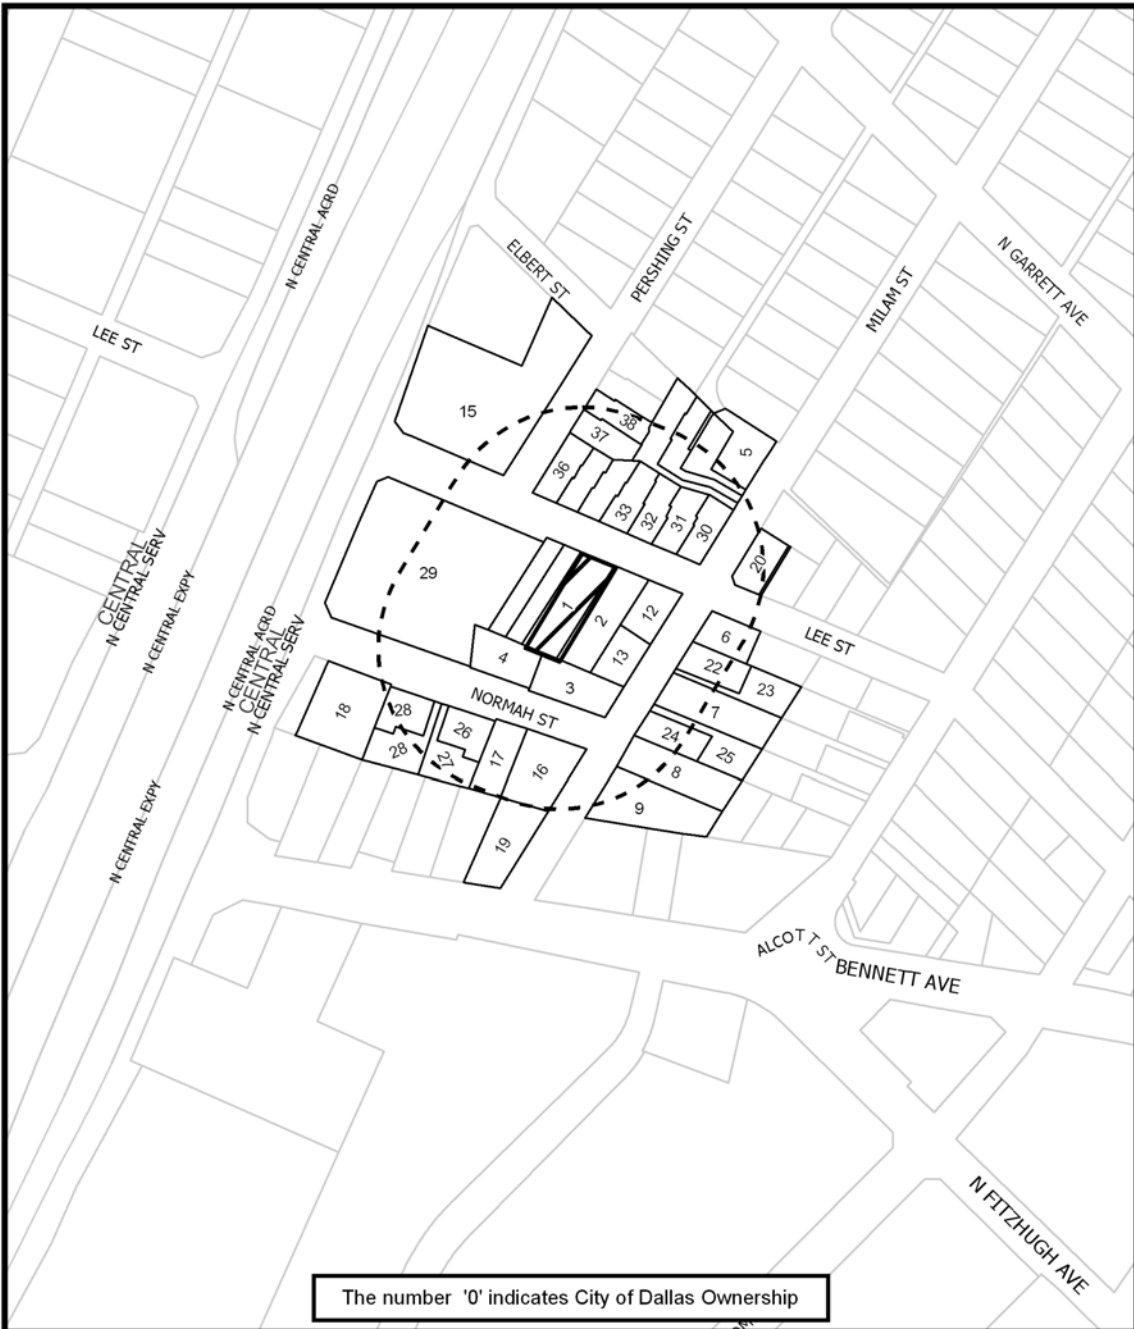 N CENTRAL ACRD
ELBERT ST
PERSHING ST
N GARRETT AVE
MILAM ST
LEE ST
15
38
37
5
36
33
32
31
30
20
29
1
2
12
13
4
3
6
22
23
7
24
25
8
9
LEE ST
CENTRAL
N CENTRAL SERV
N CENTRAL EXPY
N CENTRAL ACRD
CENTRAL
N CENTRAL SERV
NORMAH ST
18
28
28
26
27
17
16
19
N CENTRAL EXPY
ALCOTT ST
BENNETT AVE
N FITZHUGH AVE
The number '0' indicates City of Dallas Ownership